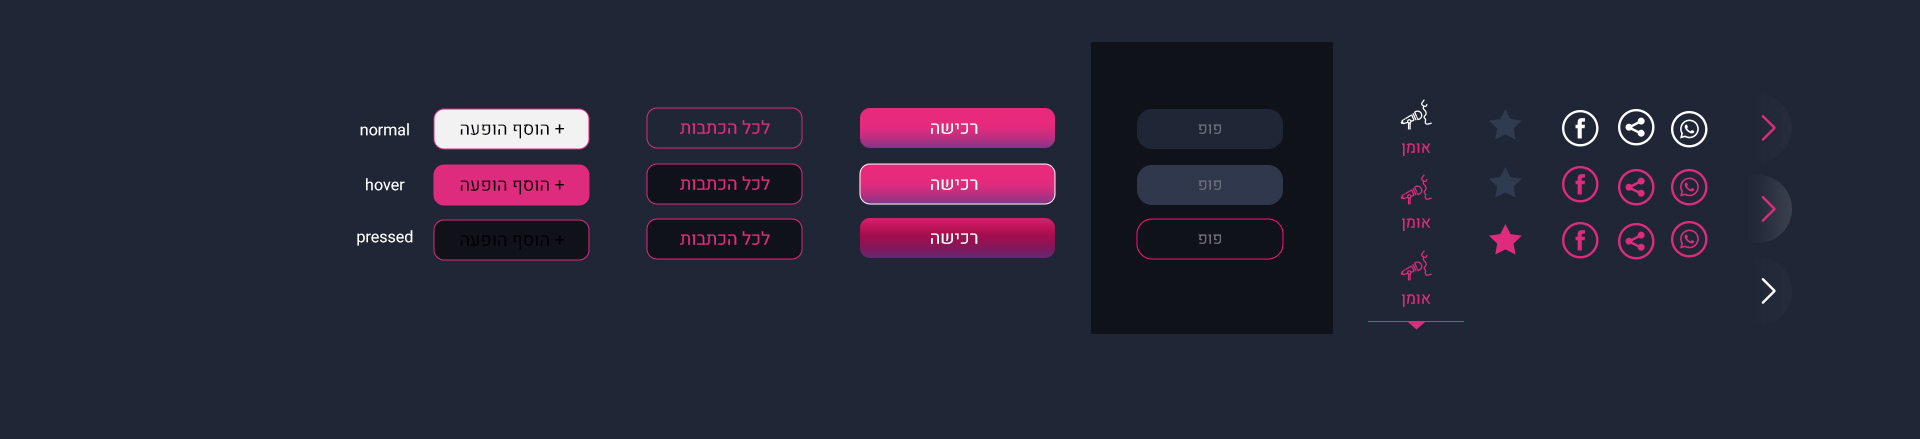 normal
הוסף הופעה +
לכל הכתבות
רכישה
פופ
אומן
hover
הוסף הופעה +
לכל הכתבות
רכישה
פופ
אומן
pressed
הוסף הופעה +
לכל הכתבות
רכישה
פופ
אומן